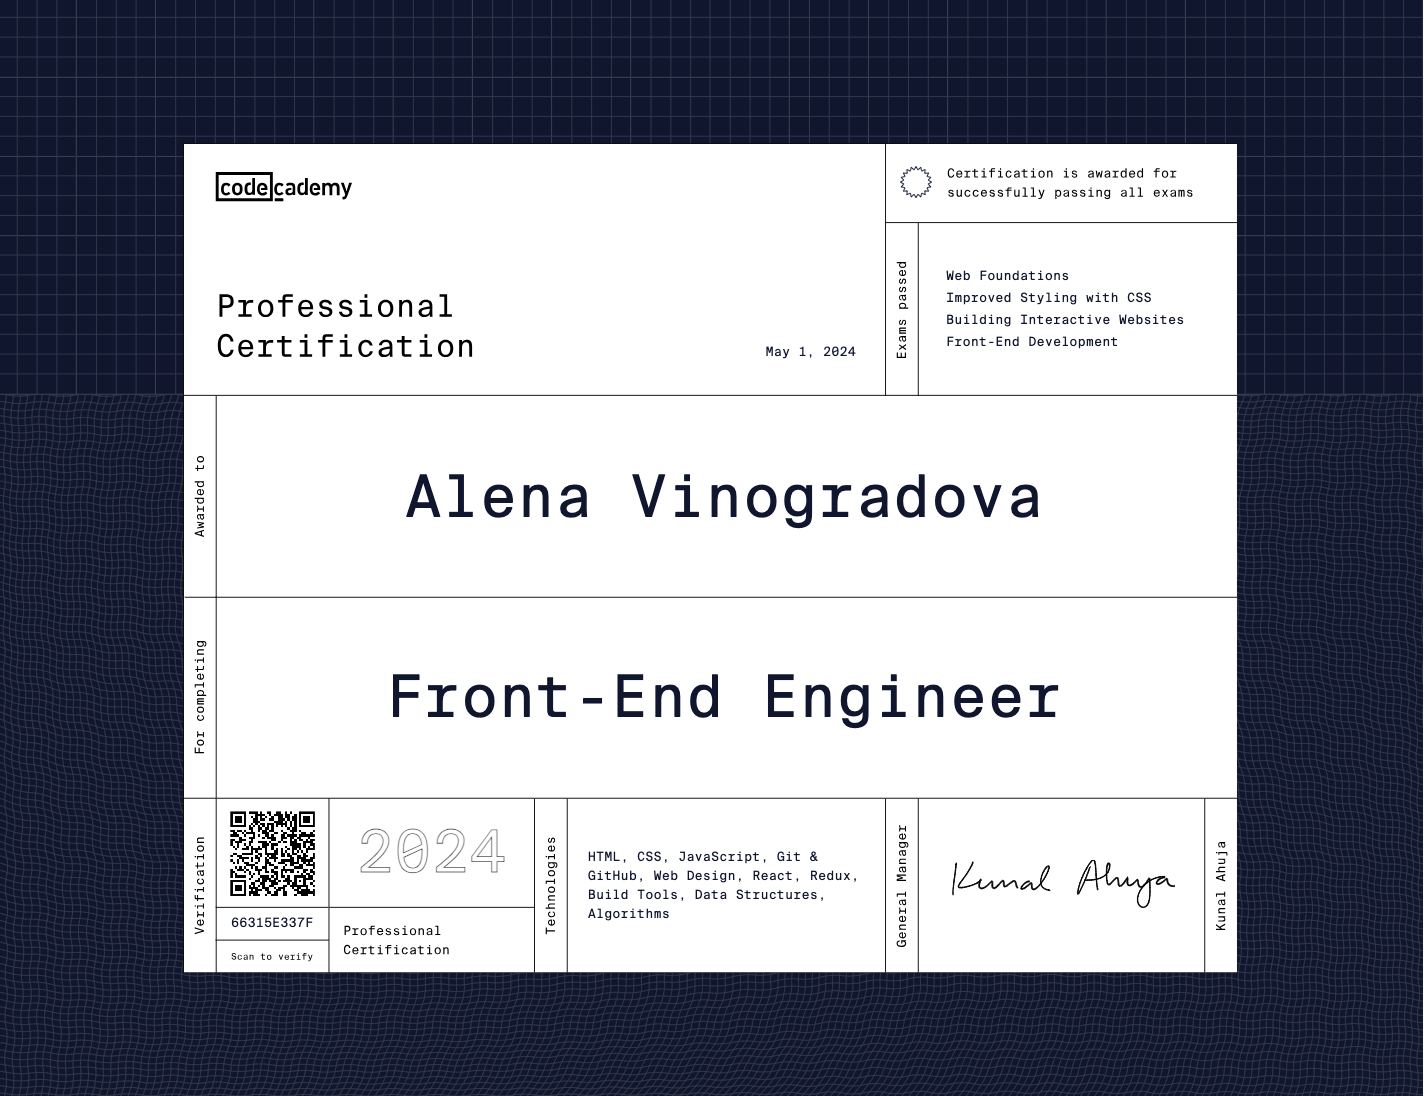 codecademy
Certification is awarded for
successfully passing all exams
Professional
Certification
May 1, 2024
Exams passed
Web Foundations
Improved Styling with CSS
Building Interactive Websites
Front-End Development
Awarded to
Alena Vinogradova
For completing
Front-End Engineer
Verification
66315E337F
Scan to verify
2024
Professional
Certification
Technologies
HTML, CSS, JavaScript, Git &
GitHub, Web Design, React, Redux,
Build Tools, Data Structures,
Algorithms
General Manager
Kunal Ahuja
Kunal Ahuja